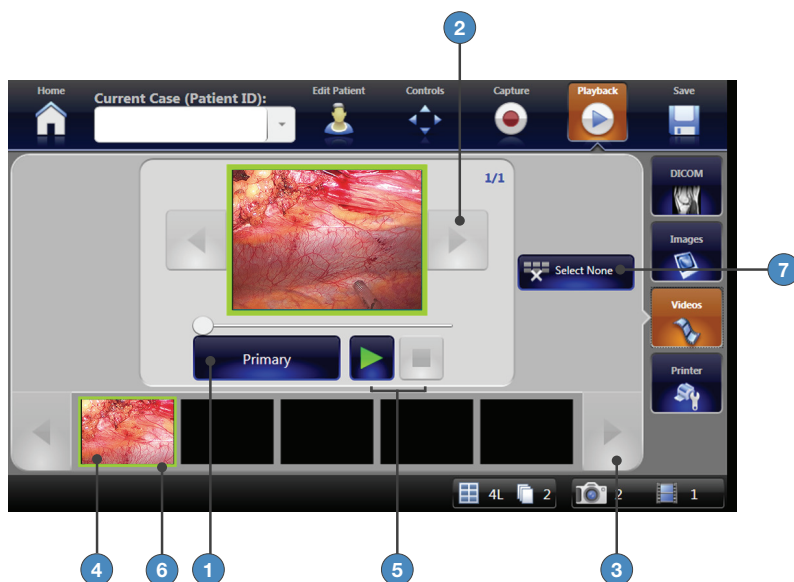 2
Home
Current Case (Patient ID):
Edit Patient
Controls
Capture
Playback
Save
1/1
DICOM
Images
Select None
7
Videos
Primary
Printer
4L 2 2 1
4 6 1 5 3